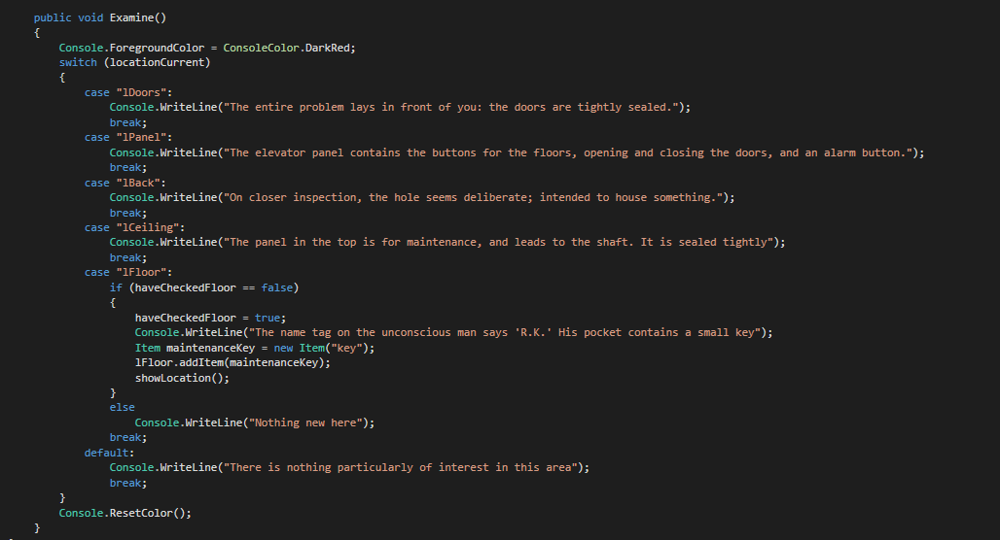 public void Examine()
{
Console.ForegroundColor = ConsoleColor.DarkRed;
switch (locationCurrent)
{
case "lDoors":
Console.WriteLine("The entire problem lays in front of you: the doors are tightly sealed.");
break;
case "lPanel":
Console.WriteLine("The elevator panel contains the buttons for the floors, opening and closing the doors, and an alarm button.");
break;
case "lBack":
Console.WriteLine("On closer inspection, the hole seems deliberate; intended to house something.");
break;
case "lCeiling":
Console.WriteLine("The panel in the top is for maintenance, and leads to the shaft. It is sealed tightly");
break;
case "lFloor":
if (haveCheckedFloor == false)
{
haveCheckedFloor = true;
Console.WriteLine("The name tag on the unconscious man says 'R.K.' His pocket contains a small key");
Item maintenanceKey = new Item("key");
lFloor.addItem(maintenanceKey);
showLocation();
}
else
Console.WriteLine("Nothing new here");
break;
default:
Console.WriteLine("There is nothing particularly of interest in this area");
break;
}
Console.ResetColor();
}